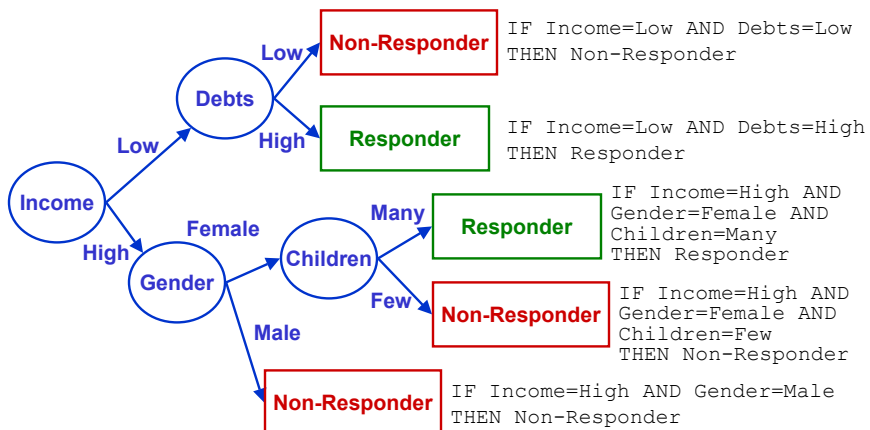 Non-Responder
IF Income=Low AND Debts=Low
THEN Non-Responder
Low
Debts
High
Responder
IF Income=Low AND Debts=High
THEN Responder
Low
Income
High
Female
Gender
Male
Children
Many
Responder
IF Income=High AND
Gender=Female AND
Children=Many
THEN Responder
Few
Non-Responder
IF Income=High AND
Gender=Female AND
Children=Few
THEN Non-Responder
Non-Responder
IF Income=High AND Gender=Male
THEN Non-Responder